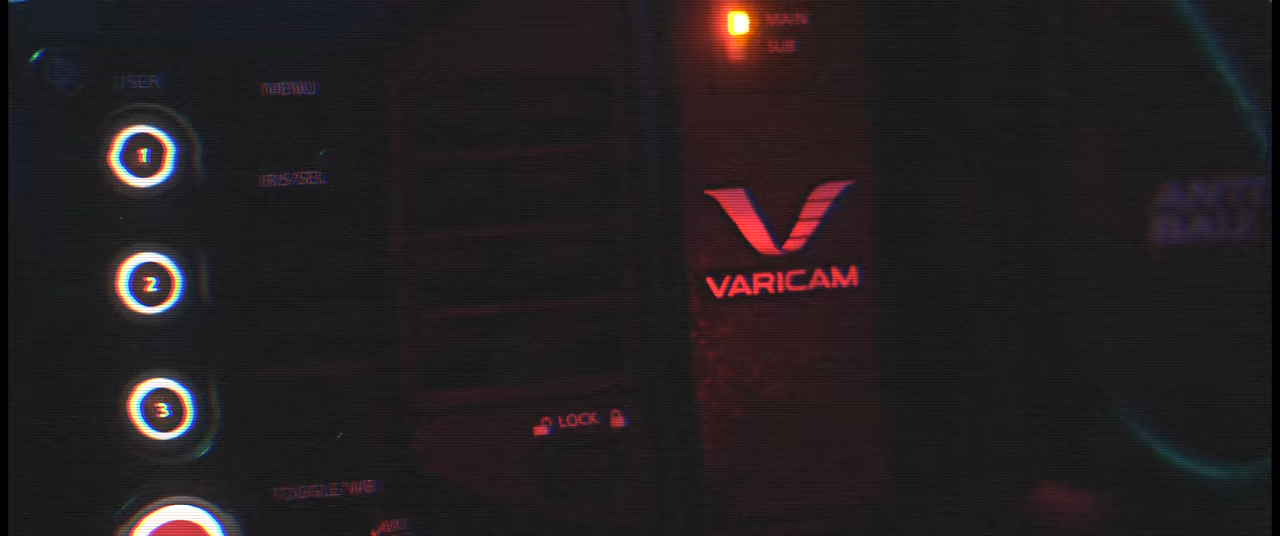 MAIN
SUB
USER
MENU
1
IRIS/SEL
VARICAM
2
3
LOCK
TOGGLE/WB